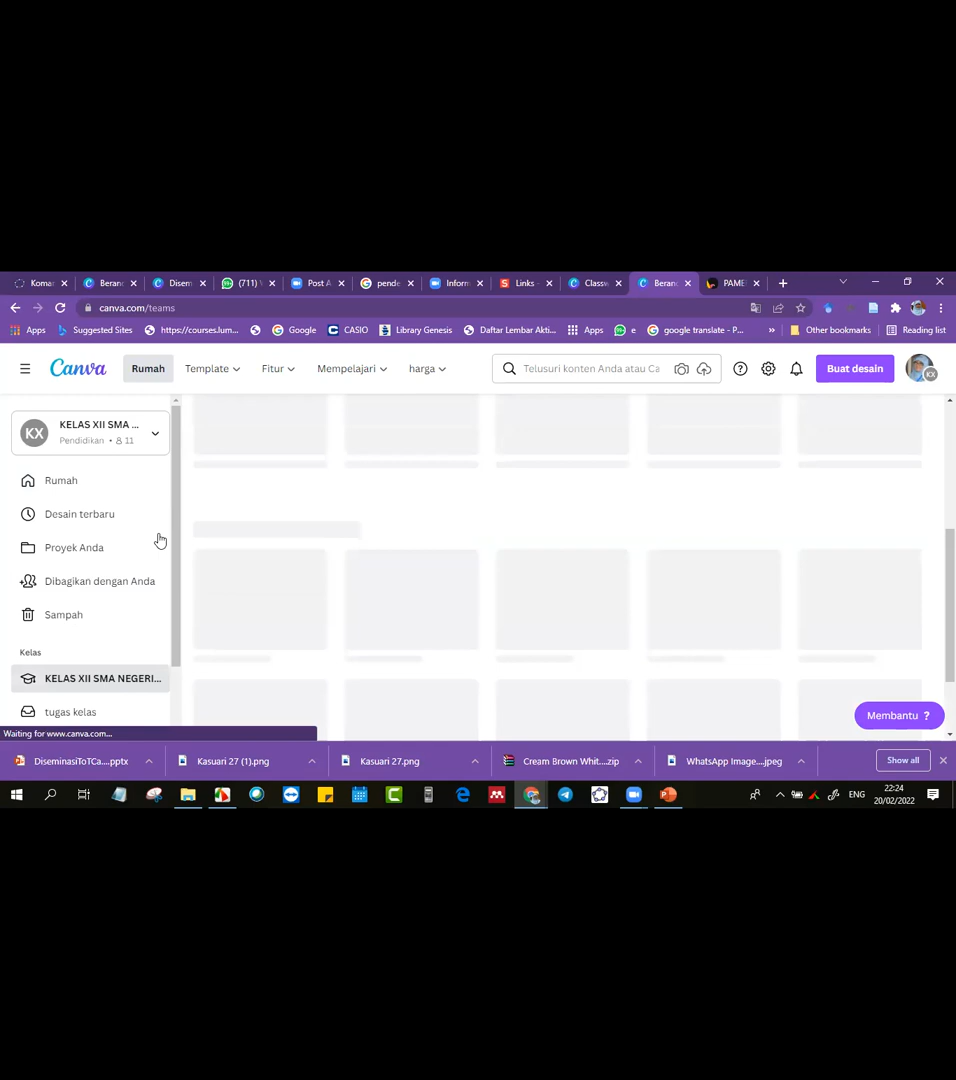 Koma
Beran
Disem
(711)
Post A
pende
Inform
Links -
Classw
Beran
PAME
canva.com/teams
Apps
Suggested Sites
https://courses.lum...
Google
CASIO
Library Genesis
Daftar Lembar Akti...
Apps
e
google translate - P...
»
Other bookmarks
Reading list
Canva
Rumah
Template
Fitur
Mempelajari
harga
Telusuri konten Anda atau Ca
Buat desain
KX
KX
KELAS XII SMA ...
Pendidikan • 11
Rumah
Desain terbaru
Proyek Anda
Dibagikan dengan Anda
Sampah
Kelas
KELAS XII SMA NEGERI...
tugas kelas
Membantu ?
Waiting for www.canva.com...
DiseminasiToTCa....pptx
Kasuari 27 (1).png
Kasuari 27.png
Cream Brown Whit....zip
WhatsApp Image....jpeg
Show all
ENG
22:24
20/02/2022